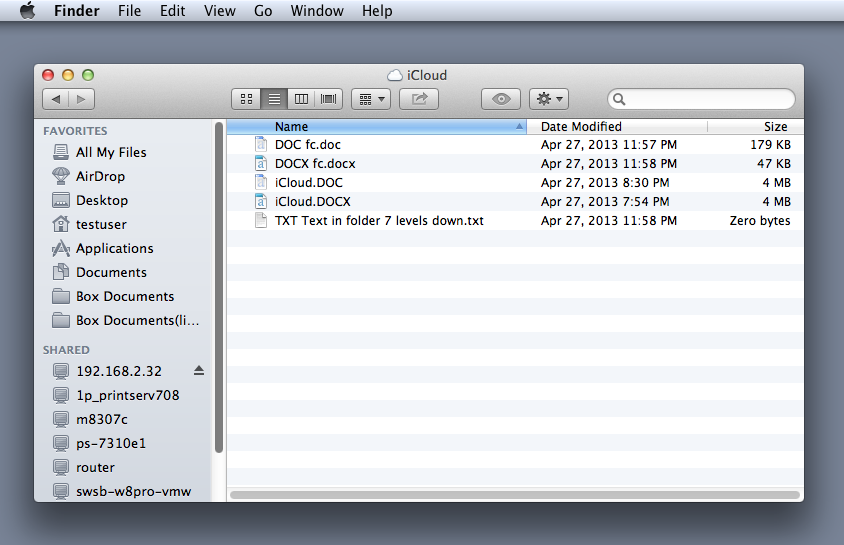 Finder File Edit View Go Window Help
iCloud
FAVORITES
All My Files
AirDrop
Desktop
testuser
Applications
Documents
Box Documents
Box Documents(li...
SHARED
192.168.2.32
1p_printserv708
m8307c
ps-7310e1
router
swsb-w8pro-vmw
Name Date Modified Size
DOC fc.doc Apr 27, 2013 11:57 PM 179 KB
DOCX fc.docx Apr 27, 2013 11:58 PM 47 KB
iCloud.DOC Apr 27, 2013 8:30 PM 4 MB
iCloud.DOCX Apr 27, 2013 7:54 PM 4 MB
TXT Text in folder 7 levels down.txt Apr 27, 2013 11:58 PM Zero bytes